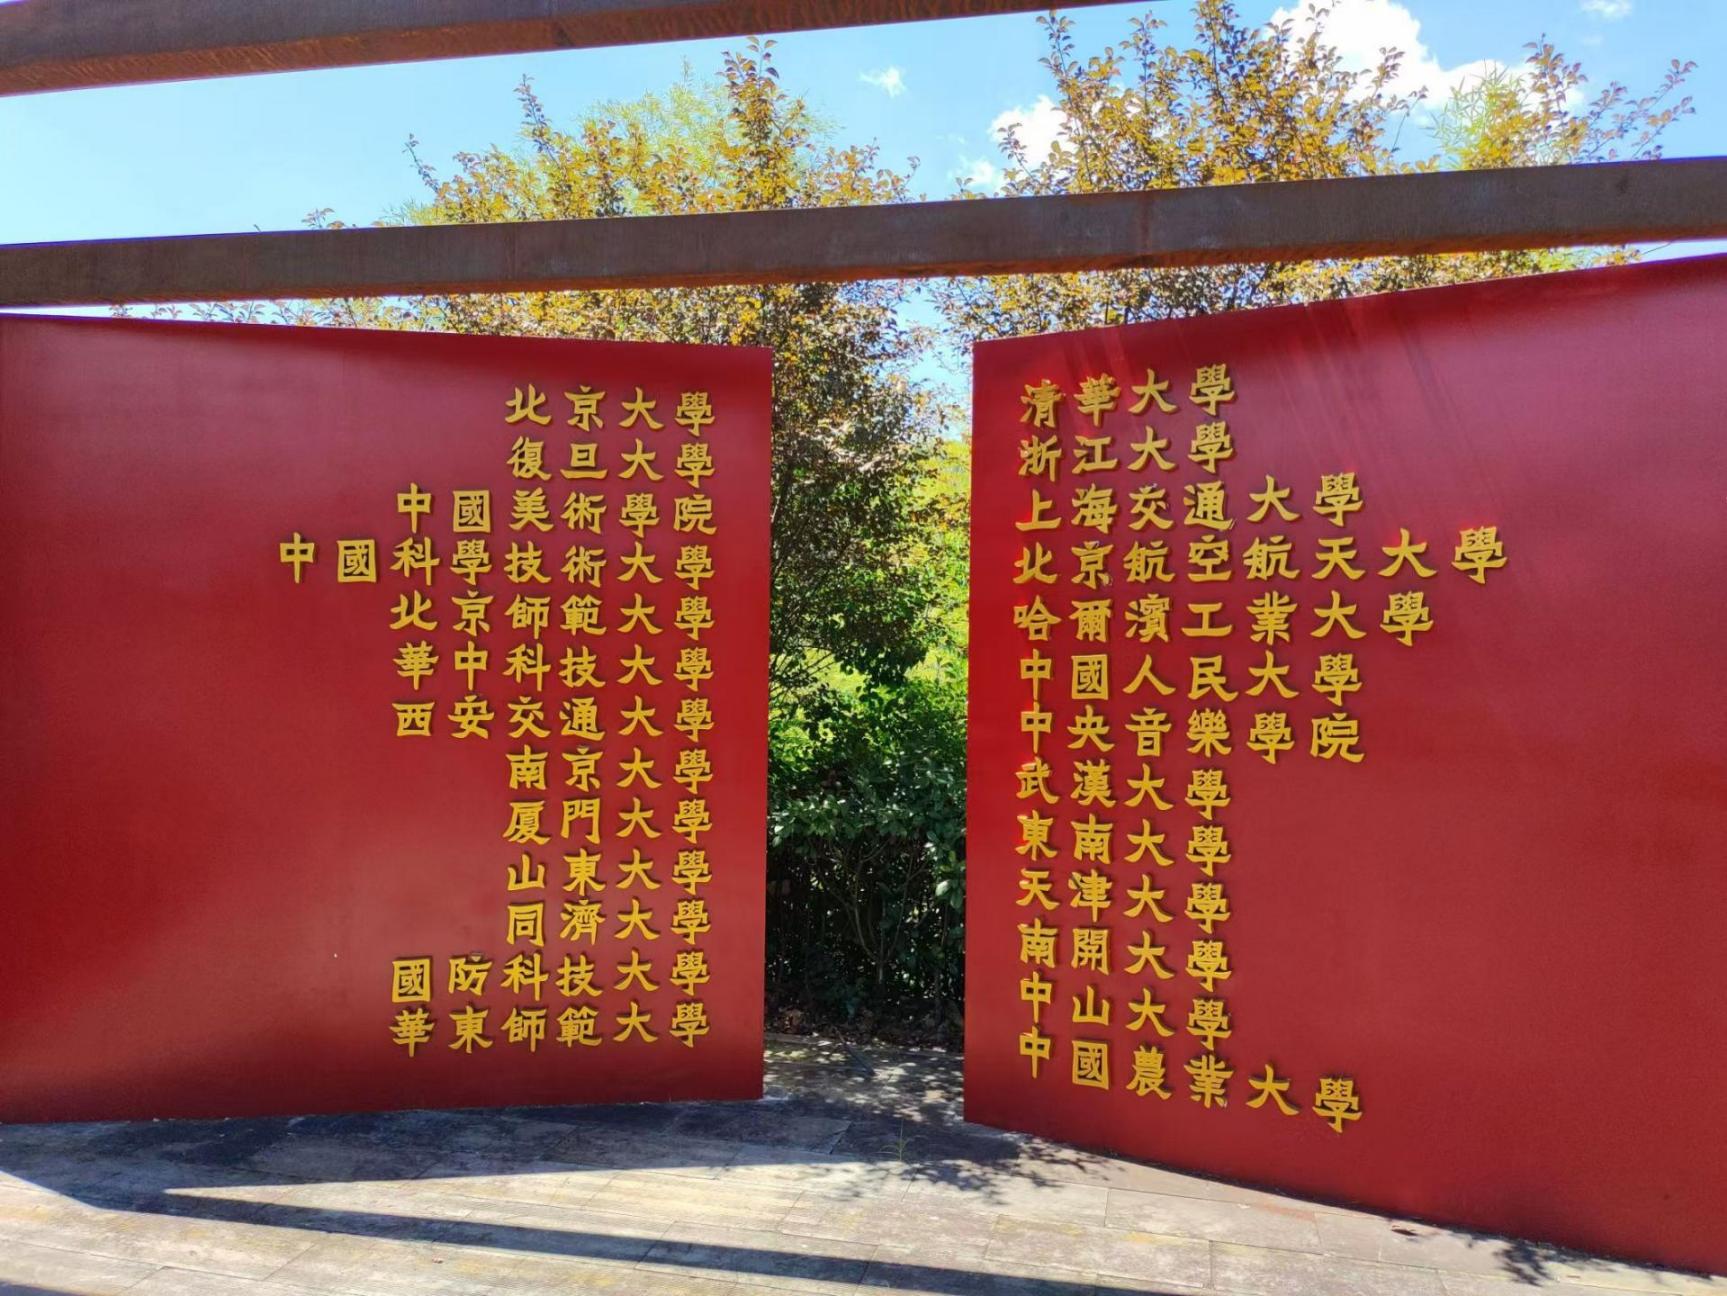 北京大學
復旦大學
中國美術學院
中國科學技術大學
北京師範大學
華中科技大學
西安交通大學
南京大學
厦門大學
山東大學
同濟大學
國防科技大學
華東師範大學
清華大學
浙江大學
上海交通大學
北京航空航天大學
哈爾濱工業大學
中國人民大學
中央音樂學院
武漢大學
東南大學
天津大學
南開大學
中山大學
中國農業大學